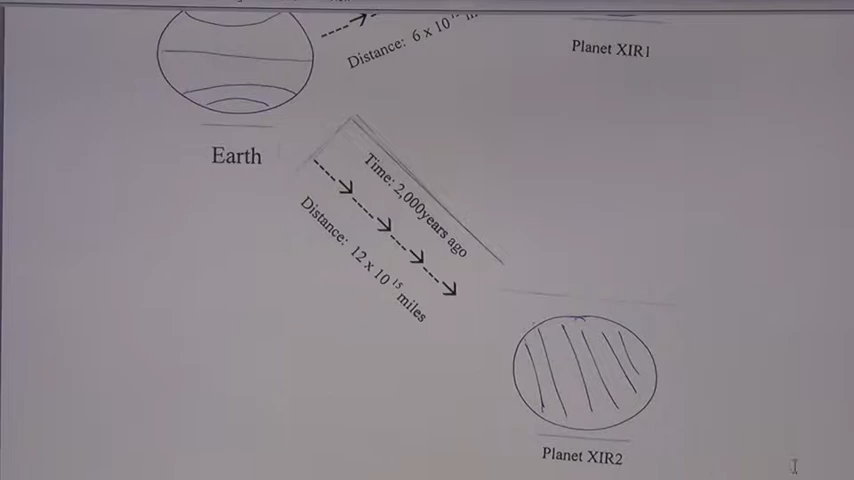 Distance: 6 x 10
Planet XIR1
Earth
Time: 2,000years ago
Distance: 12 x 10 15 miles
Planet XIR2